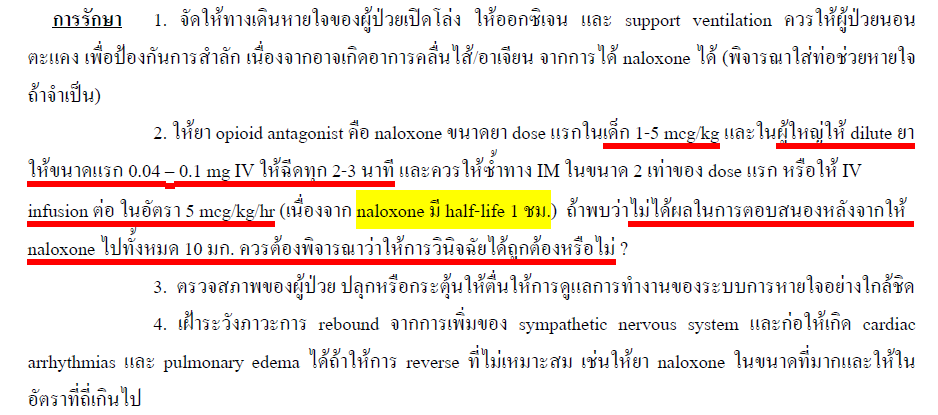 การรักษา 1. จัดให้ทางเดินหายใจของผู้ป่วยเปิดโล่ง ให้ออกซิเจน และ support ventilation ควรให้ผู้ป่วยนอน
ตะแคง เพื่อป้องกันการสำลัก เนื่องจากอาจเกิดอาการคลื่นไส้/อาเจียน จากการได้ naloxone ได้ (พิจารณาใส่ท่อช่วยหายใจ
ถ้าจำเป็น)
2. ให้ยา opioid antagonist คือ naloxone ขนาดยา dose แรกในเด็ก 1-5 mcg/kg และในผู้ใหญ่ให้ dilute ยา
ให้ขนาดแรก 0.04 – 0.1 mg IV ให้ฉีดทุก 2-3 นาที และควรให้ซ้ำทาง IM ในขนาด 2 เท่าของ dose แรก หรือให้ IV
infusion ต่อ ในอัตรา 5 mcg/kg/hr (เนื่องจาก naloxone มี half-life 1 ชม.) ถ้าพบว่าไม่ได้ผลในการตอบสนองหลังจากให้
naloxone ไปทั้งหมด 10 มก. ควรต้องพิจารณาว่าให้การวินิจฉัยได้ถูกต้องหรือไม่ ?
3. ตรวจสภาพของผู้ป่วย ปลุกหรือกระตุ้นให้ตื่นให้การดูแลการทำงานของระบบการหายใจอย่างใกล้ชิด
4. เฝ้าระวังภาวะการ rebound จากการเพิ่มของ sympathetic nervous system และก่อให้เกิด cardiac
arrhythmias และ pulmonary edema ได้ถ้าให้การ reverse ที่ไม่เหมาะสม เช่นให้ยา naloxone ในขนาดที่มากและให้ใน
อัตราที่ถี่เกินไป